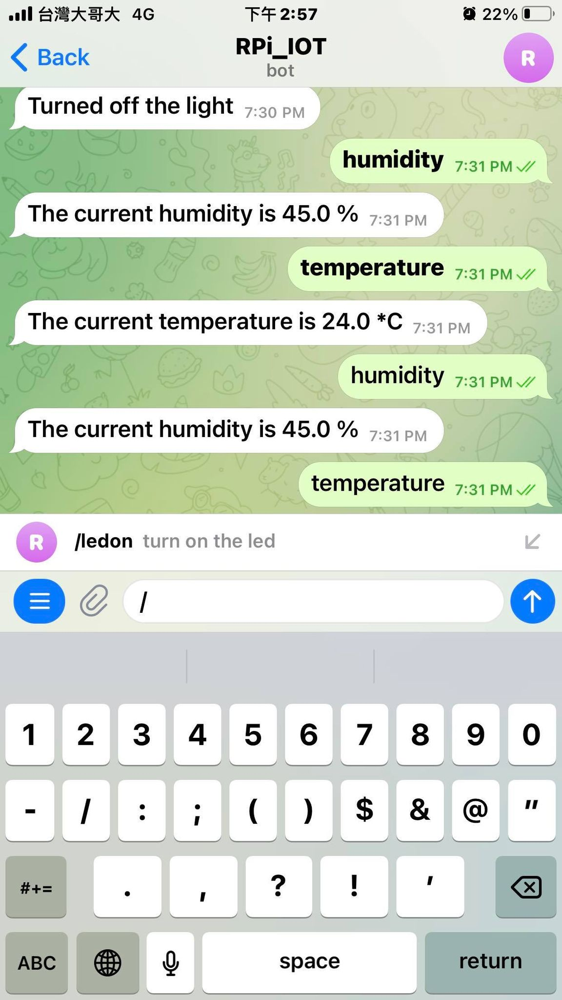 台灣大哥大 4G 下午 2:57 22%
Back RPi_IOT R
bot
Turned off the light 7:30 PM
humidity 7:31 PM
The current humidity is 45.0 % 7:31 PM
temperature 7:31 PM
The current temperature is 24.0 *C 7:31 PM
humidity 7:31 PM
The current humidity is 45.0 % 7:31 PM
temperature 7:31 PM
R /ledon turn on the led
/
1 2 3 4 5 6 7 8 9 0
- / : ; ( ) $ & @ "
#+= . , ? ! '
ABC space return